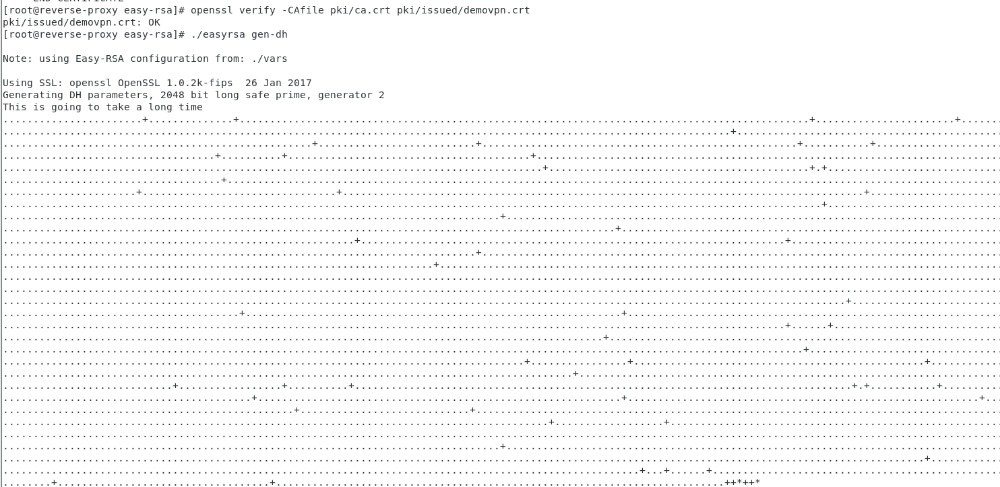 END CERTIFICATE
[root@reverse-proxy easy-rsa]# openssl verify -CAfile pki/ca.crt pki/issued/demovpn.crt
pki/issued/demovpn.crt: OK
[root@reverse-proxy easy-rsa]# ./easyrsa gen-dh
Note: using Easy-RSA configuration from: ./vars
Using SSL: openssl OpenSSL 1.0.2k-fips  26 Jan 2017
Generating DH parameters, 2048 bit long safe prime, generator 2
This is going to take a long time